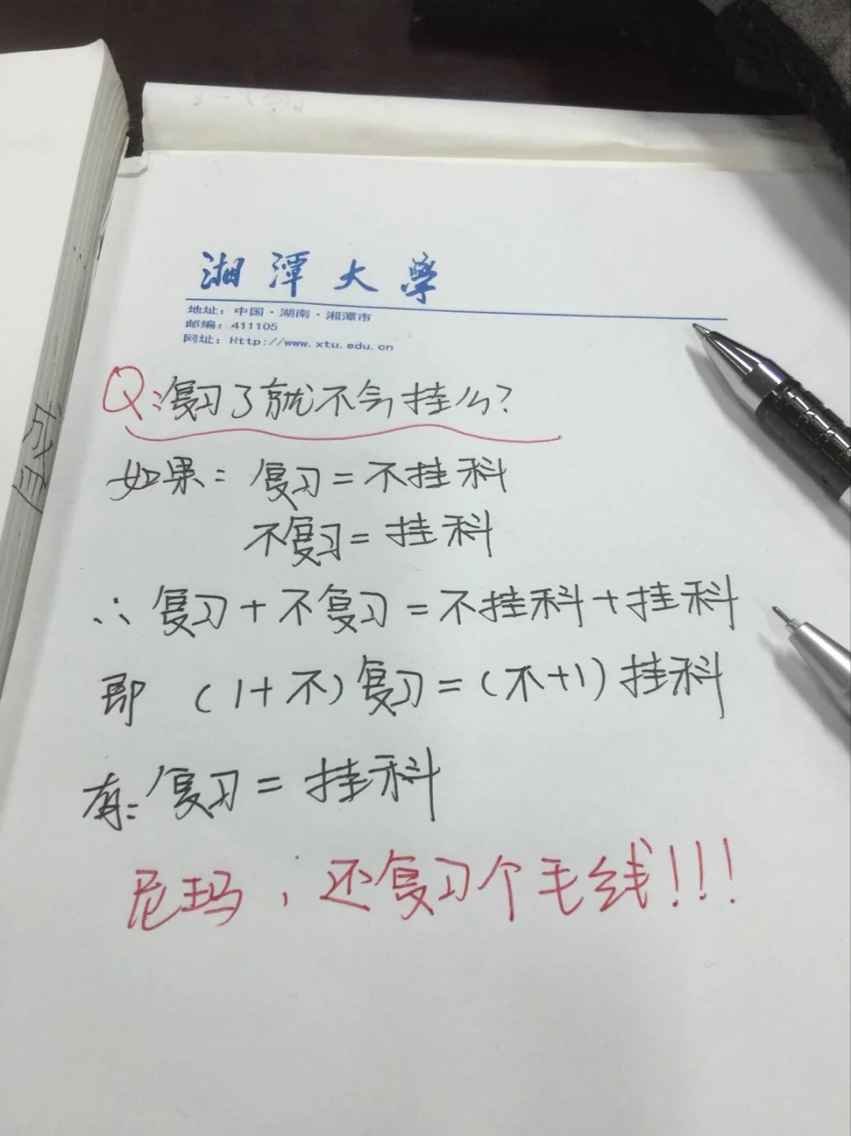 湘潭大学
地址：中国·湖南·湘潭市
邮编：411105
网址：Http://www.xtu.edu.cn
Q:复习了就不会挂么?
如果：复习=不挂科
不复习=挂科
∴ 复习+不复习=不挂科+挂科
即 (1+不)复习=(不+1)挂科
有：复习=挂科
尼玛，还复习个毛线!!!